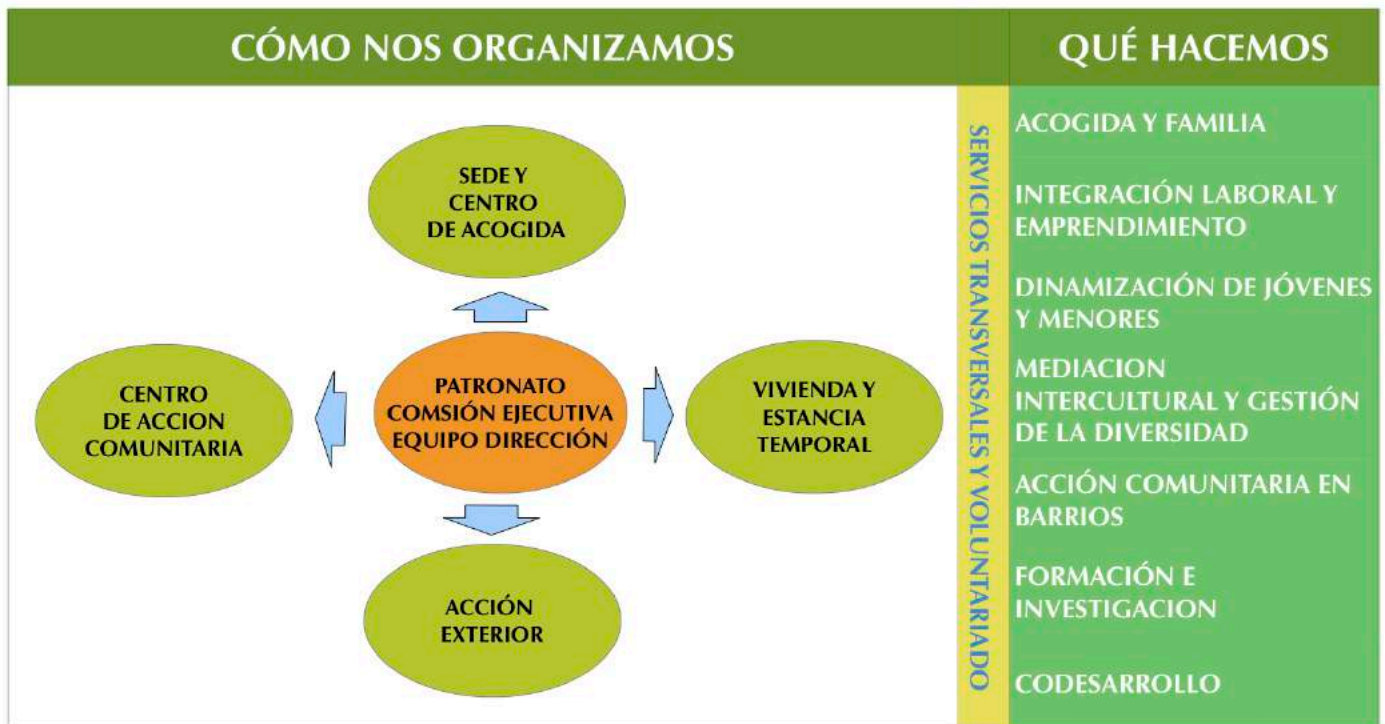 CÓMO NOS ORGANIZAMOS
SEDE Y
CENTRO
DE ACOGIDA
CENTRO
DE ACCION
COMUNITARIA
PATRONATO
COMSIÓN EJECUTIVA
EQUIPO DIRECCIÓN
VIVIENDA Y
ESTANCIA
TEMPORAL
ACCIÓN
EXTERIOR
SERVICIOS TRANSVERSALES Y VOLUNTARIADO
QUÉ HACEMOS
ACOGIDA Y FAMILIA
INTEGRACIÓN LABORAL Y
EMPRENDIMIENTO
DINAMIZACIÓN DE JÓVENES
Y MENORES
MEDIACION
INTERCULTURAL Y GESTIÓN
DE LA DIVERSIDAD
ACCIÓN COMUNITARIA EN
BARRIOS
FORMACIÓN E
INVESTIGACION
CODESARROLLO